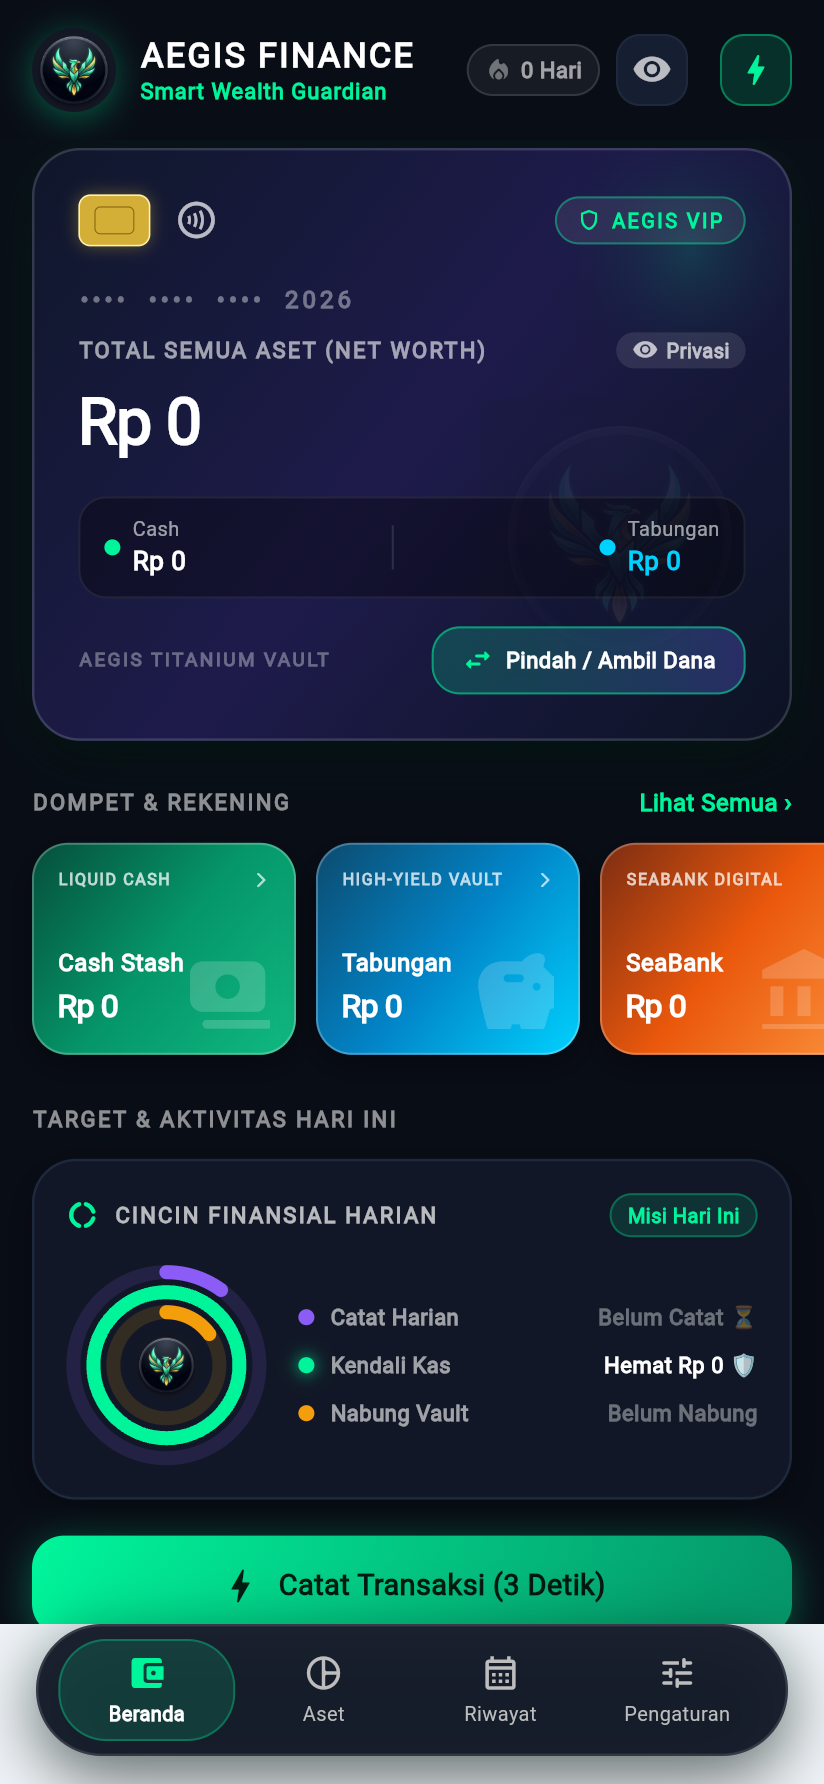 AEGIS FINANCE
Smart Wealth Guardian
0 Hari
AEGIS VIP
•••• •••• •••• 2026
TOTAL SEMUA ASET (NET WORTH)
Privasi
Rp 0
Cash
Rp 0
Tabungan
Rp 0
AEGIS TITANIUM VAULT
Pindah / Ambil Dana
DOMPET & REKENING
Lihat Semua ›
LIQUID CASH
Cash Stash
Rp 0
HIGH-YIELD VAULT
Tabungan
Rp 0
SEABANK DIGITAL
SeaBank
Rp 0
TARGET & AKTIVITAS HARI INI
CINCIN FINANSIAL HARIAN
Misi Hari Ini
Catat Harian
Belum Catat ⏳
Kendali Kas
Hemat Rp 0 🛡️
Nabung Vault
Belum Nabung
Catat Transaksi (3 Detik)
Beranda
Aset
Riwayat
Pengaturan